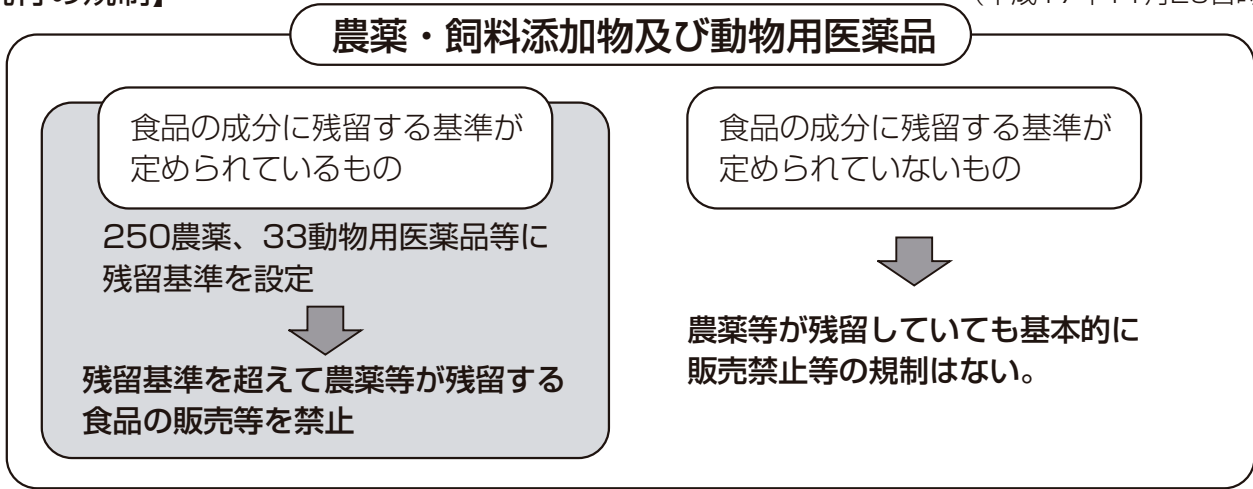 農薬・飼料添加物及び動物用医薬品
食品の成分に残留する基準が
定められているもの
250農薬、33動物用医薬品等に
残留基準を設定
残留基準を超えて農薬等が残留する
食品の販売等を禁止
食品の成分に残留する基準が
定められていないもの
農薬等が残留していても基本的に
販売禁止等の規制はない。